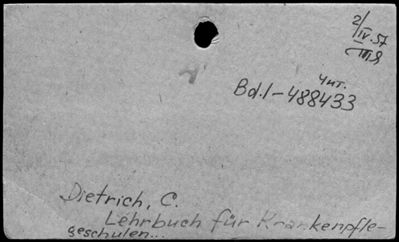 2/IV.57
Чит.
Bd.I-488433
Dietrich, C.
Lehrbuch für Krankenpfle-
geschulen...